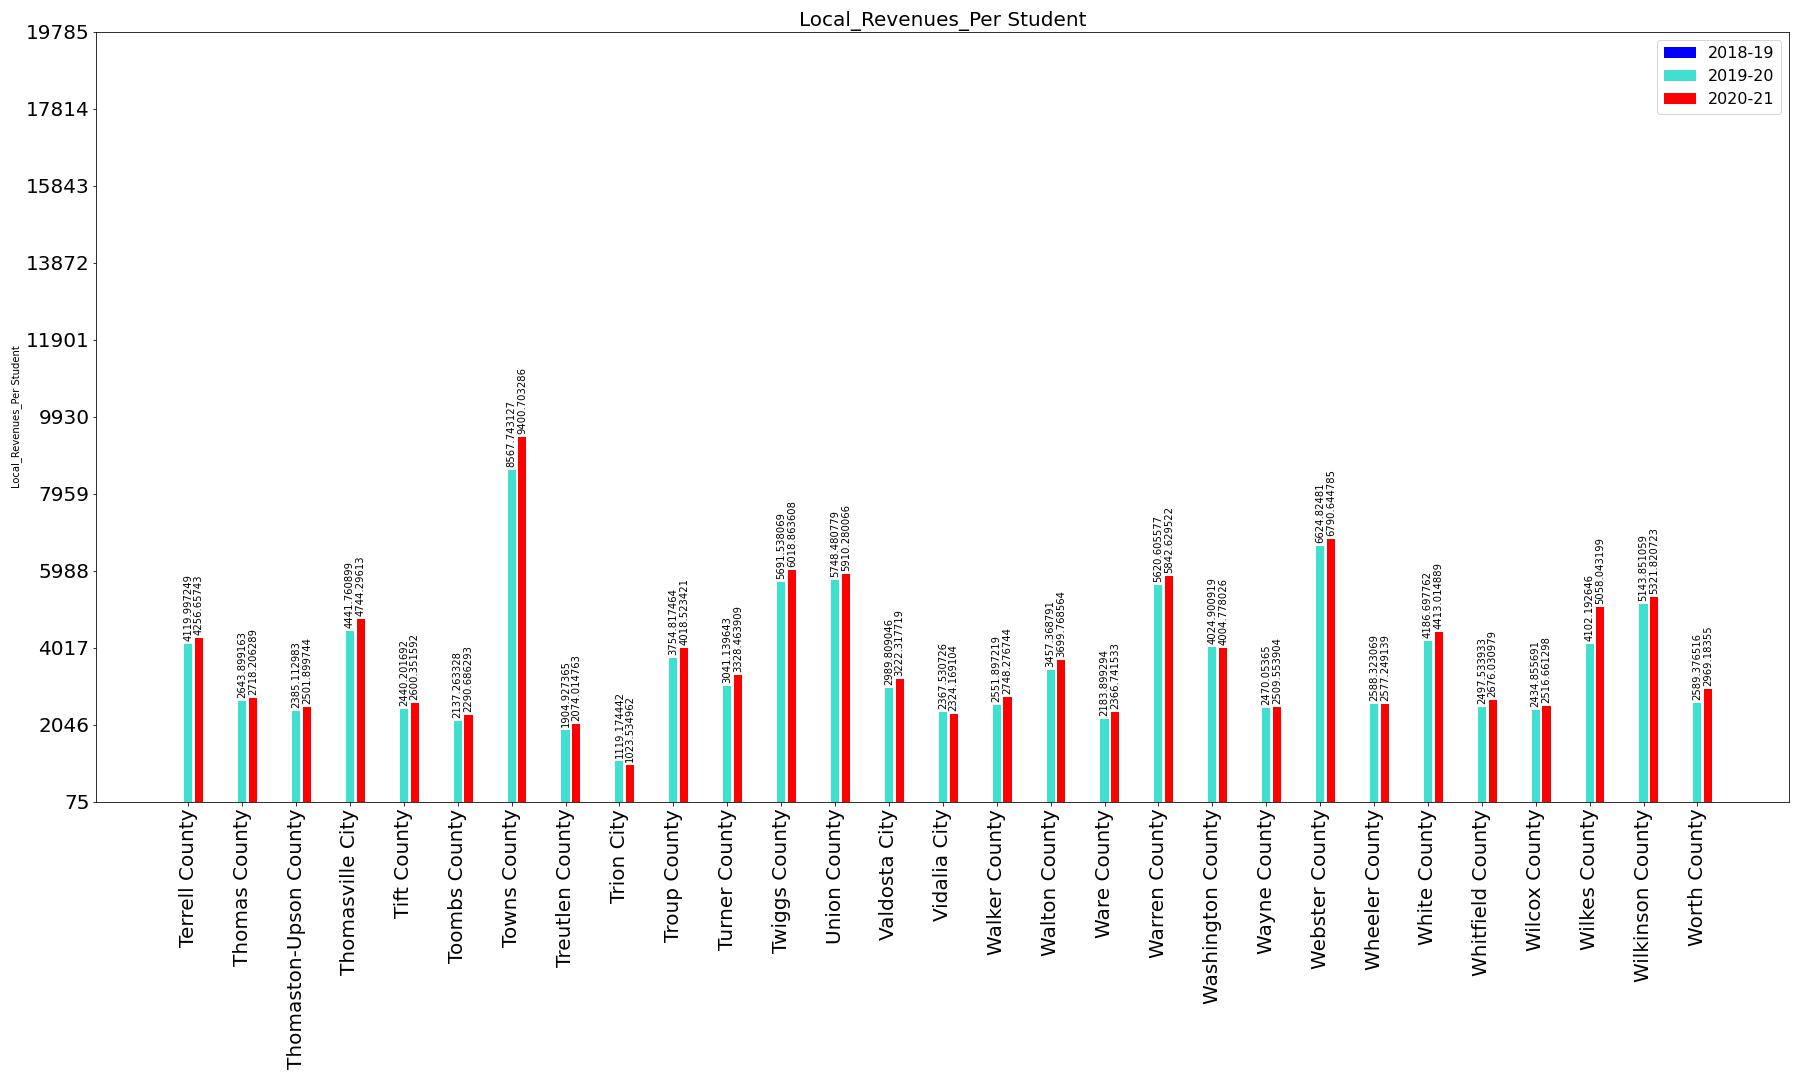 Local_Revenues_Per Student
2018-19
2019-20
2020-21
19785
17814
15843
13872
11901
9930
7959
5988
4017
2046
75
Local_Revenues_Per Student
4119.997249
4256.65743
2643.899163
2718.206289
2385.112983
2501.899744
4441.760899
4744.29613
2440.201692
2600.351592
2137.263328
2290.686293
8567.743127
9400.703286
1904.927365
2074.014763
1119.174442
1023.534962
3754.817464
4018.523421
3041.139643
3328.463909
5691.538069
6018.863608
5748.480779
5910.280066
2989.809046
3222.317719
2367.530726
2324.169104
2551.897219
2748.276744
3457.368791
3699.768564
2183.899294
2366.741533
5620.605577
5842.629522
4024.900919
4004.778026
2470.05365
2509.553904
6624.82481
6790.644785
2588.323069
2577.249139
4186.697762
4413.014889
2497.533933
2676.030979
2434.855691
2516.661298
4102.192646
5058.043199
5143.851059
5321.820723
2589.376516
2969.18355
Terrell County
Thomas County
Thomaston-Upson County
Thomasville City
Tift County
Toombs County
Towns County
Treutlen County
Trion City
Troup County
Turner County
Twiggs County
Union County
Valdosta City
Vidalia City
Walker County
Walton County
Ware County
Warren County
Washington County
Wayne County
Webster County
Wheeler County
White County
Whitfield County
Wilcox County
Wilkes County
Wilkinson County
Worth County